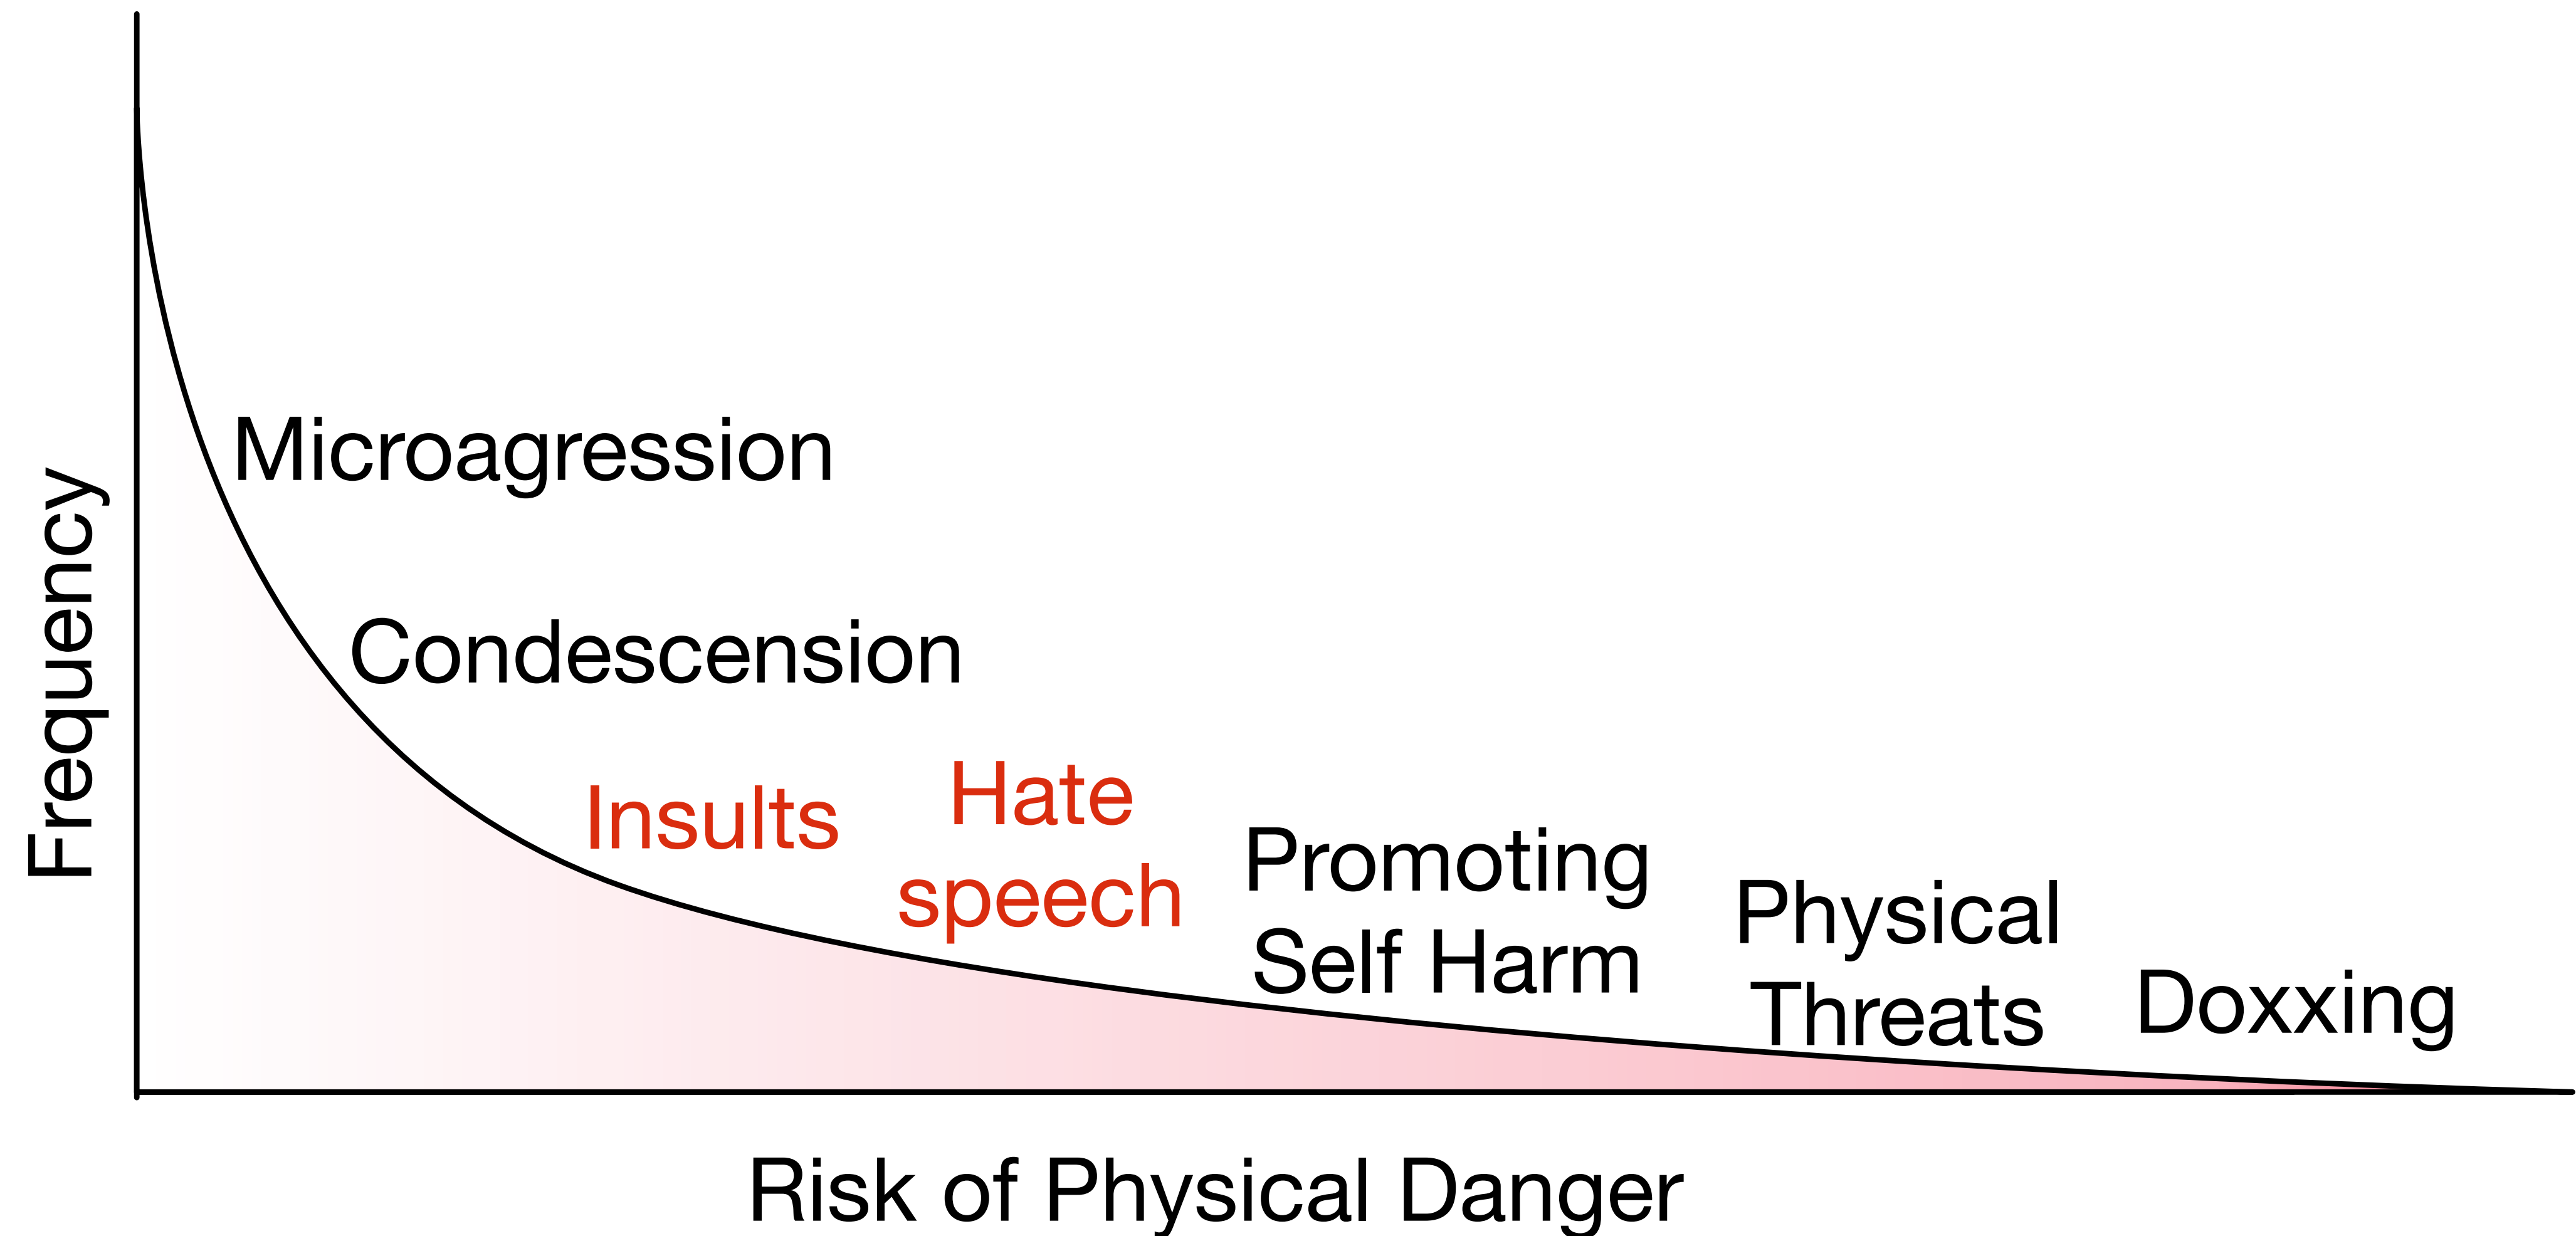 Frequency
Microagression
Condescension
Insults
Hate
speech
Promoting
Self Harm
Physical
Threats
Doxxing
Risk of Physical Danger